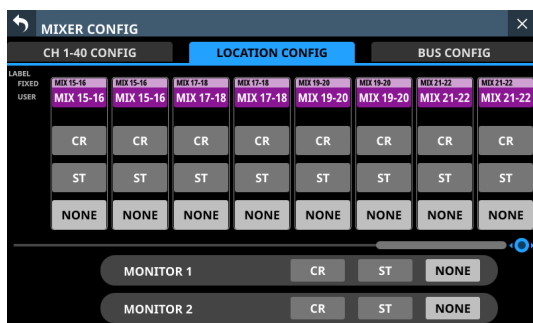 MIXER CONFIG
CH 1-40 CONFIG LOCATION CONFIG BUS CONFIG
LABEL
FIXED MIX 15-16 MIX 15-16 MIX 17-18 MIX 17-18 MIX 19-20 MIX 19-20 MIX 21-22 MIX 21-22
USER MIX 15-16 MIX 15-16 MIX 17-18 MIX 17-18 MIX 19-20 MIX 19-20 MIX 21-22 MIX 21-22
CR CR CR CR CR CR CR CR
ST ST ST ST ST ST ST ST
NONE NONE NONE NONE NONE NONE NONE NONE
MONITOR 1 CR ST NONE
MONITOR 2 CR ST NONE